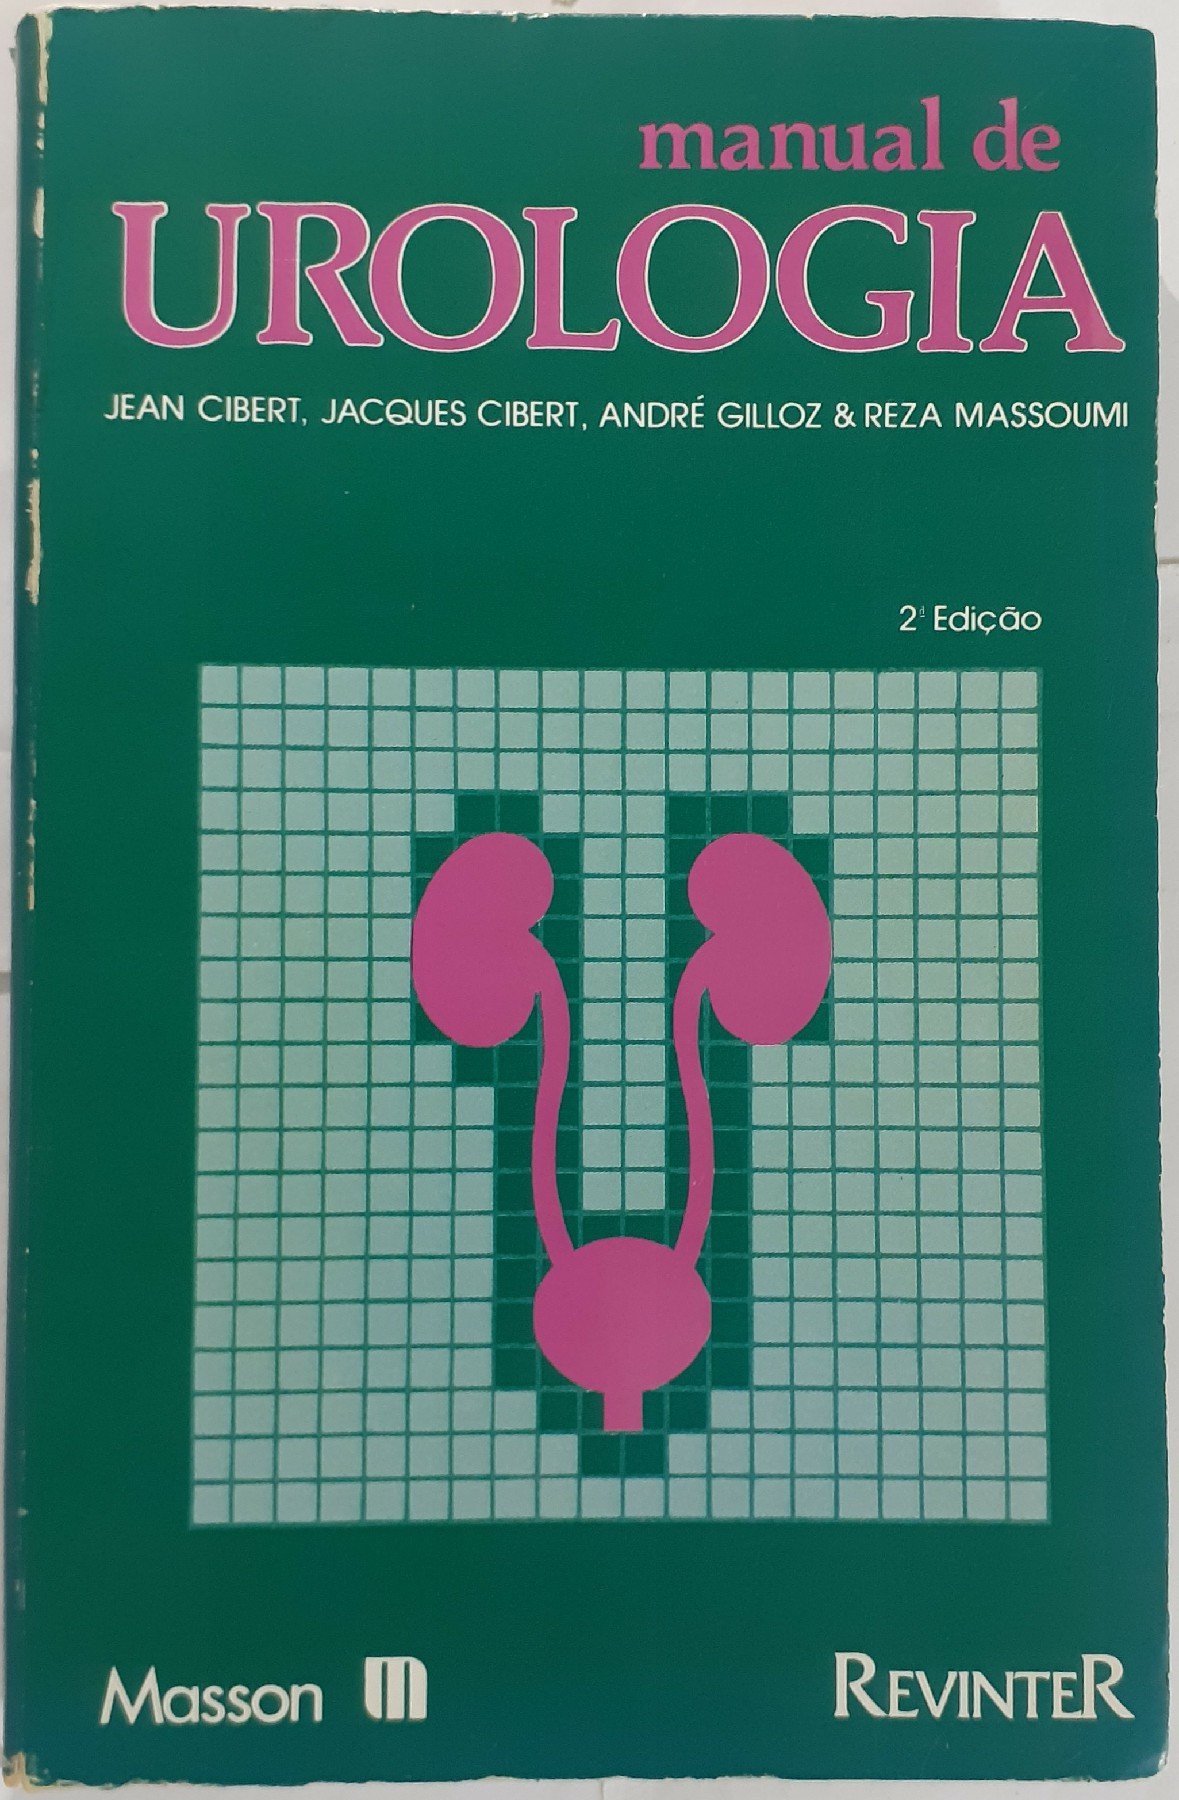 manual de
UROLOGIA
JEAN CIBERT, JACQUES CIBERT, ANDRÉ GILLOZ & REZA MASSOUMI
2ª Edição
Masson m
REVINTER